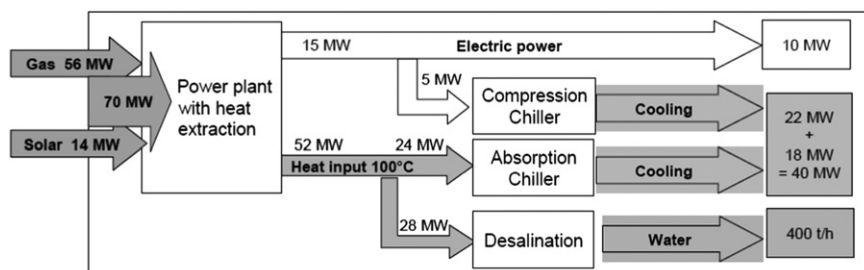 15 MW
Electric power
10 MW
Gas 56 MW
70 MW
Solar 14 MW
Power plant
with heat
extraction
5 MW
Compression
Chiller
Cooling
22 MW
+
18 MW
= 40 MW
52 MW
24 MW
Heat input 100°C
Absorption
Chiller
Cooling
28 MW
Desalination
Water
400 t/h